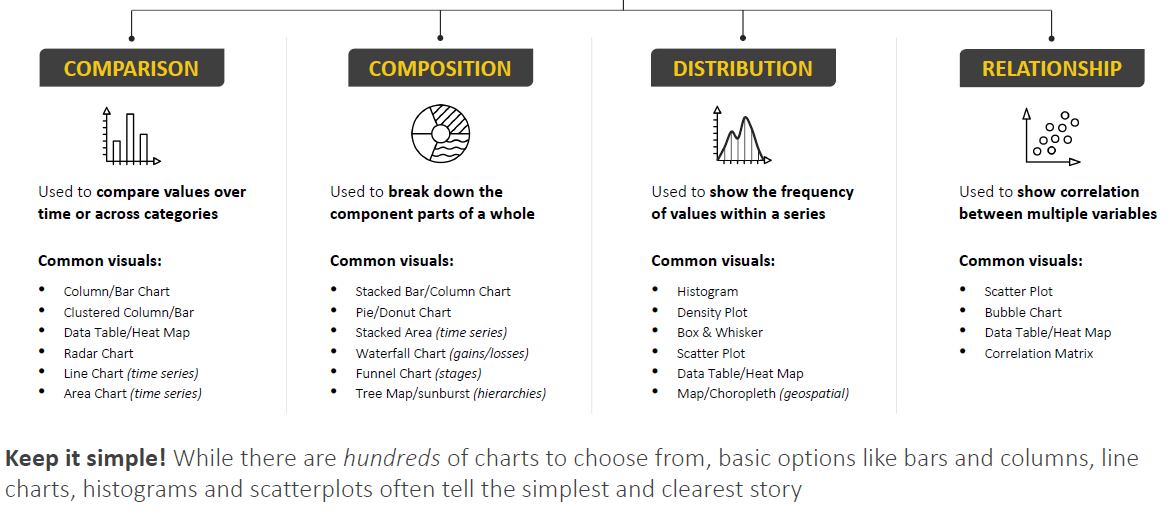 COMPARISON
Used to compare values over
time or across categories
Common visuals:
• Column/Bar Chart
• Clustered Column/Bar
• Data Table/Heat Map
• Radar Chart
• Line Chart (time series)
• Area Chart (time series)
COMPOSITION
Used to break down the
component parts of a whole
Common visuals:
• Stacked Bar/Column Chart
• Pie/Donut Chart
• Stacked Area (time series)
• Waterfall Chart (gains/losses)
• Funnel Chart (stages)
• Tree Map/sunburst (hierarchies)
DISTRIBUTION
Used to show the frequency
of values within a series
Common visuals:
• Histogram
• Density Plot
• Box & Whisker
• Scatter Plot
• Data Table/Heat Map
• Map/Choropleth (geospatial)
RELATIONSHIP
Used to show correlation
between multiple variables
Common visuals:
• Scatter Plot
• Bubble Chart
• Data Table/Heat Map
• Correlation Matrix
Keep it simple! While there are hundreds of charts to choose from, basic options like bars and columns, line
charts, histograms and scatterplots often tell the simplest and clearest story